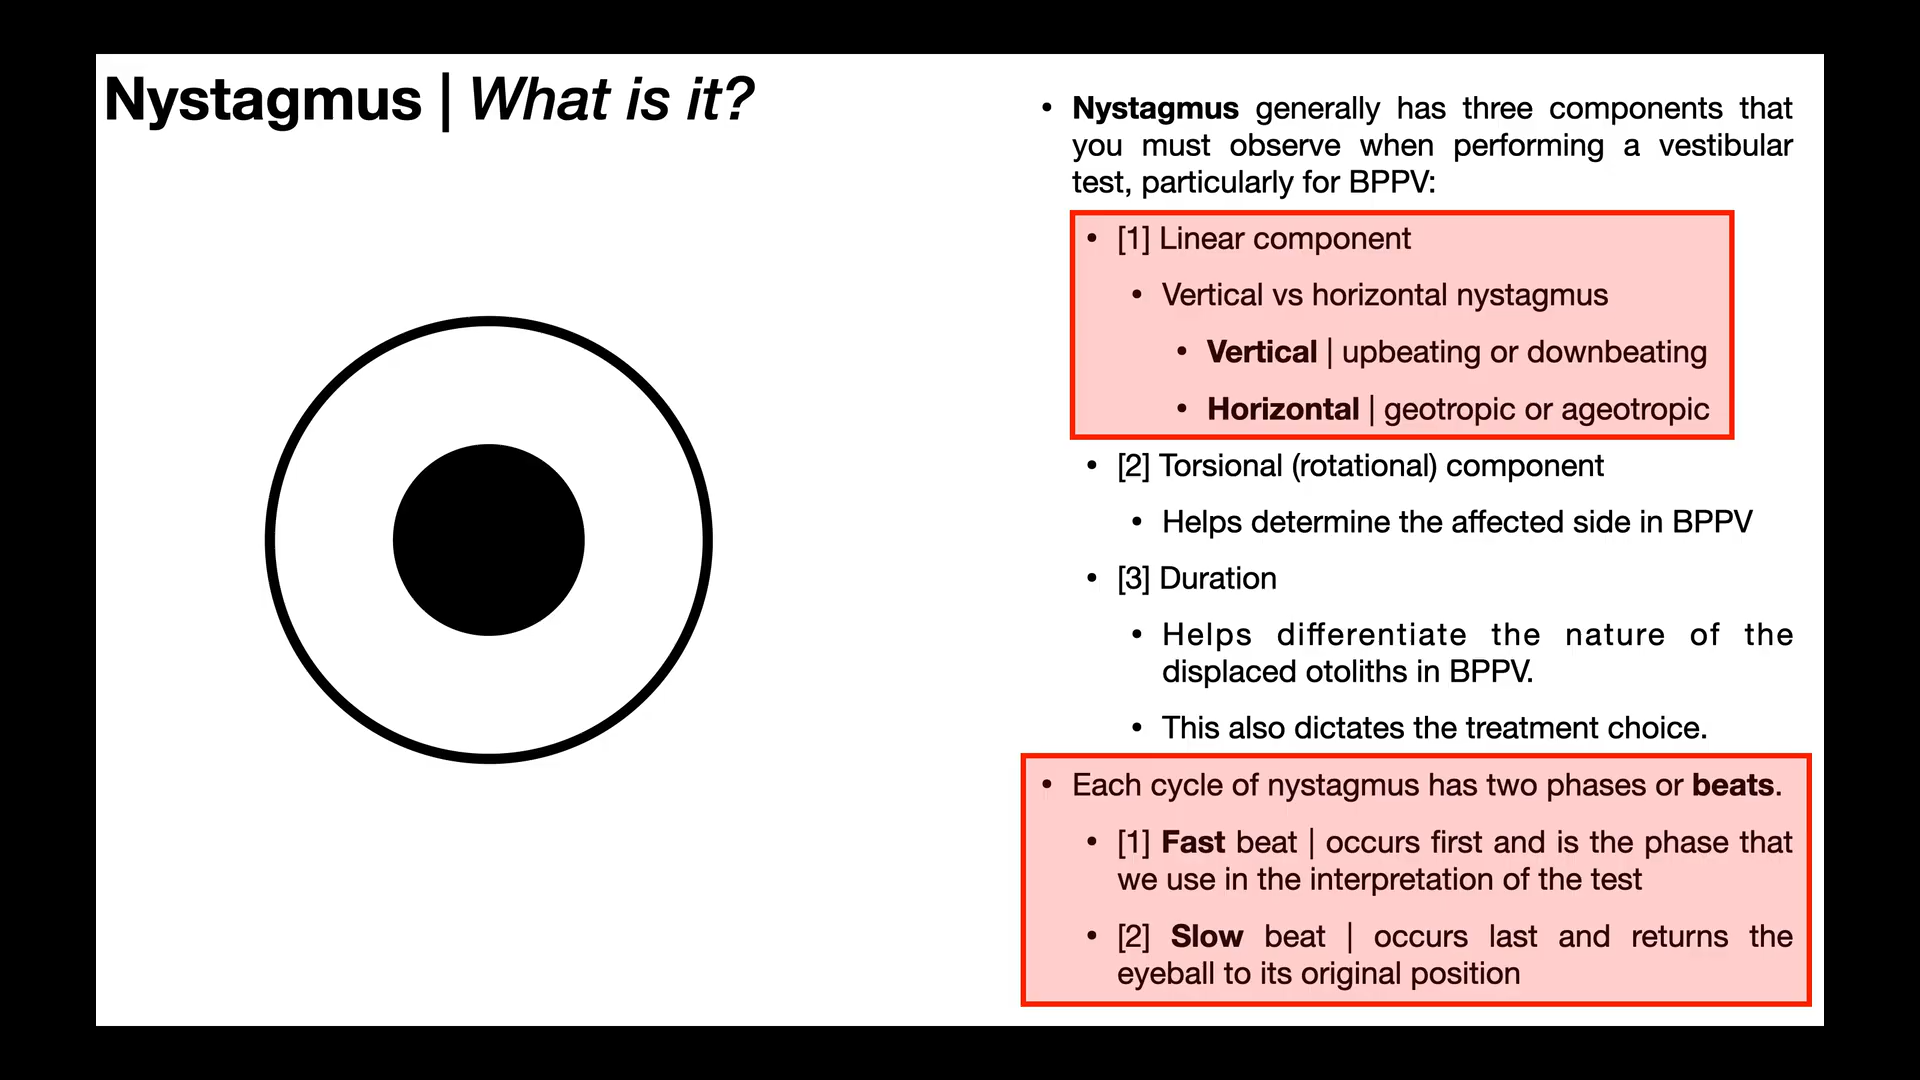 Nystagmus | What is it?
• Nystagmus generally has three components that
you must observe when performing a vestibular
test, particularly for BPPV:
• [1] Linear component
• Vertical vs horizontal nystagmus
• Vertical | upbeating or downbeating
• Horizontal | geotropic or ageotropic
• [2] Torsional (rotational) component
• Helps determine the affected side in BPPV
• [3] Duration
• Helps differentiate the nature of the
displaced otoliths in BPPV.
• This also dictates the treatment choice.
• Each cycle of nystagmus has two phases or beats.
• [1] Fast beat | occurs first and is the phase that
we use in the interpretation of the test
• [2] Slow beat | occurs last and returns the
eyeball to its original position